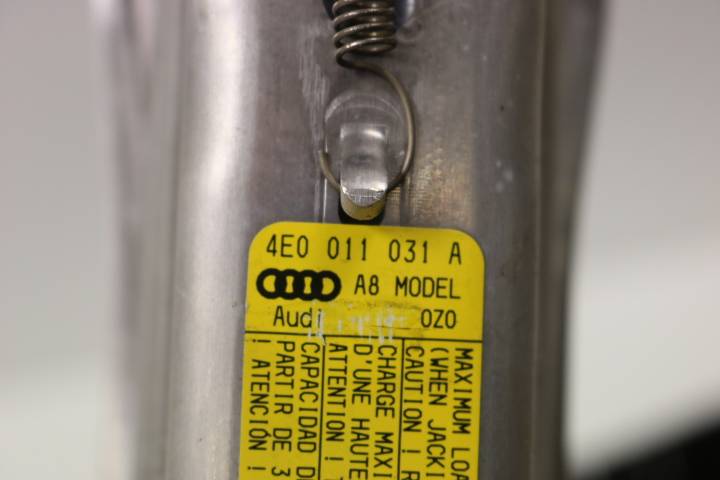 4E0 011 031 A
A8 MODEL
Audi 0Z0
MAXIMUM LOA
(WHEN JACKI
CAUTION ! R
CHARGE MAXI
D'UNE HAUTE
ATTENTION !
CAPACIDAD D
PARTIR DE 3
! ATENCIÓN !